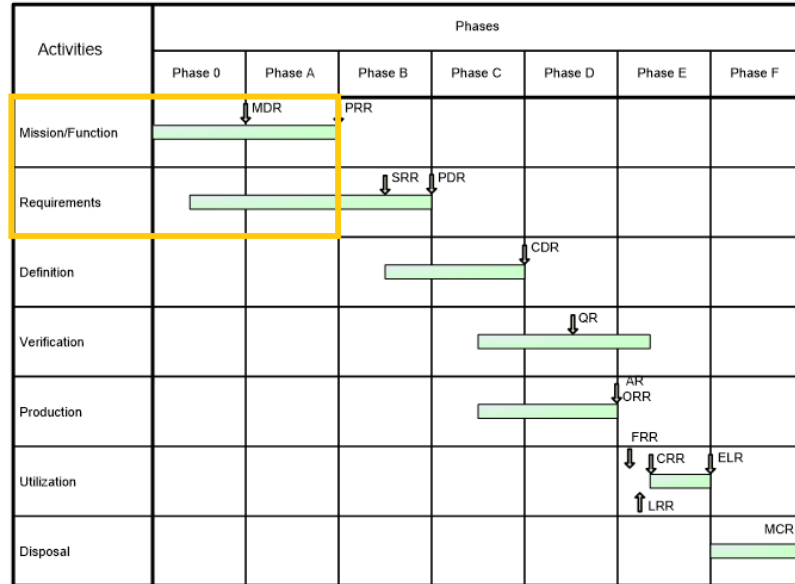 Activities
Phases
Phase 0 Phase A Phase B Phase C Phase D Phase E Phase F
Mission/Function
MDR PRR
Requirements
SRR PDR
Definition
CDR
Verification
QR
Production
AR
ORR
Utilization
FRR
CRR ELR
LRR
Disposal
MCR